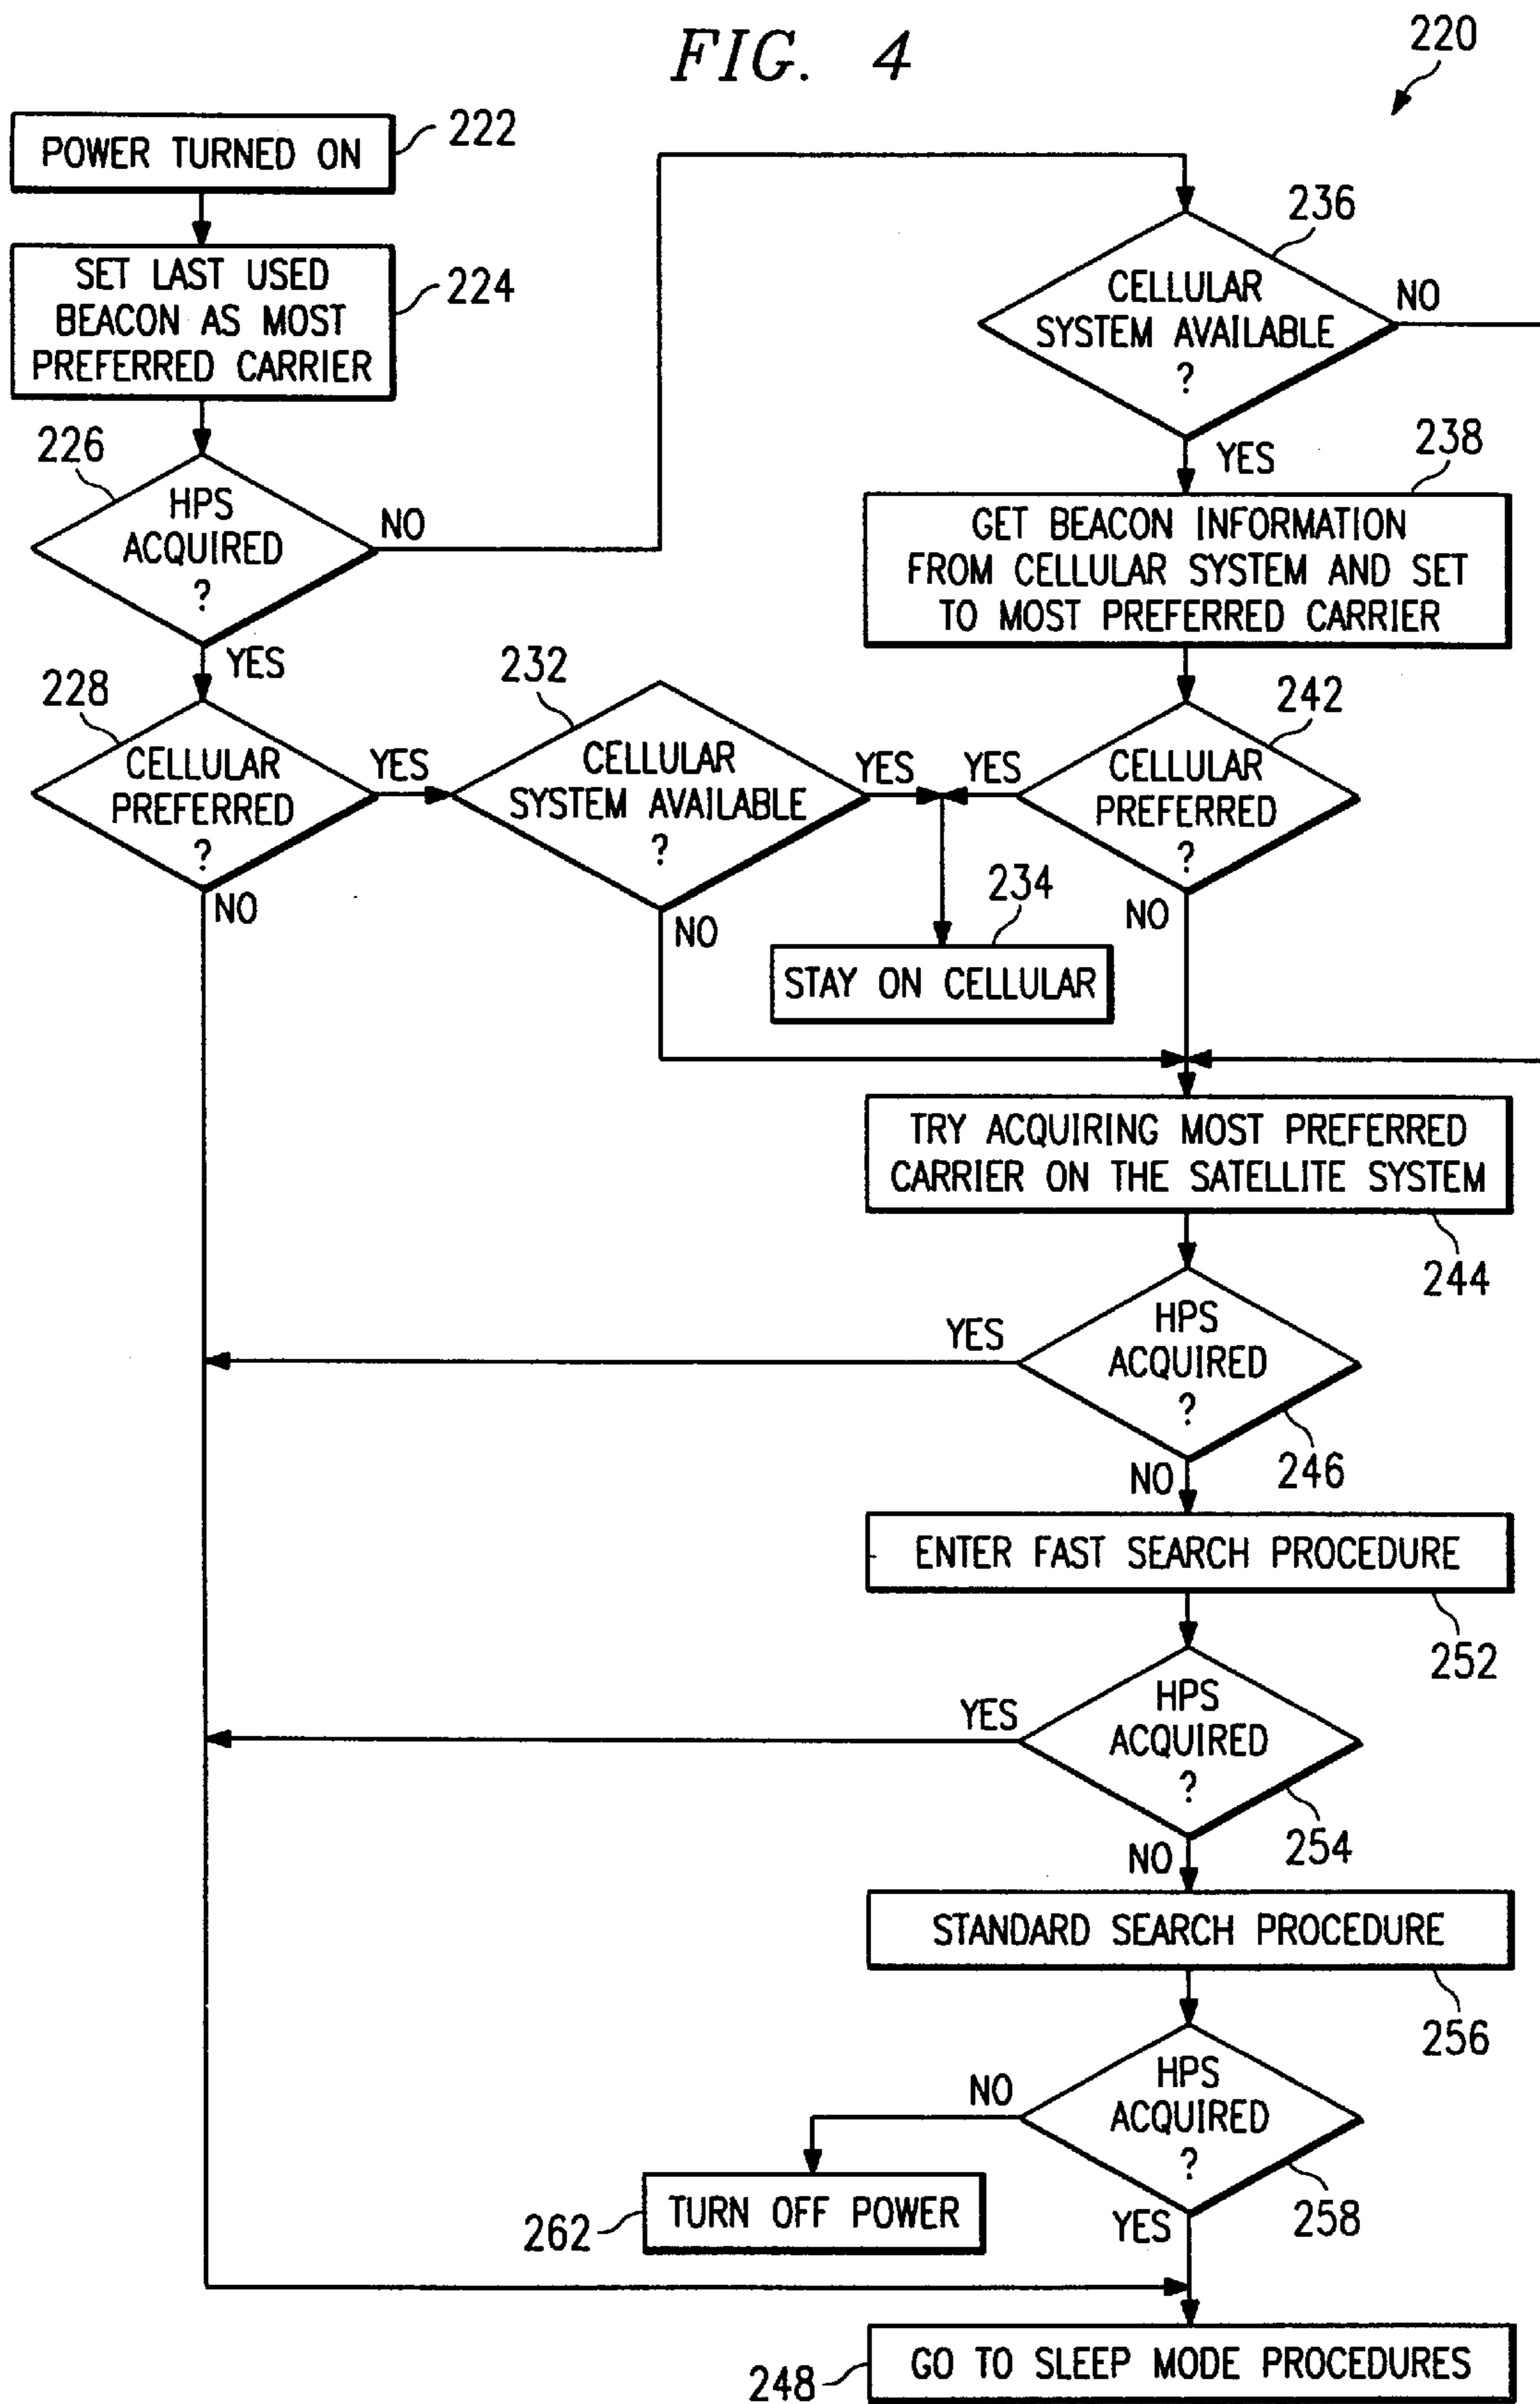 FIG. 4
220
POWER TURNED ON
222
SET LAST USED
BEACON AS MOST
PREFERRED CARRIER
224
226
HPS
ACQUIRED
?
NO
YES
236
CELLULAR
SYSTEM AVAILABLE
?
NO
YES
238
GET BEACON INFORMATION
FROM CELLULAR SYSTEM AND SET
TO MOST PREFERRED CARRIER
228
CELLULAR
PREFERRED
?
YES
NO
232
CELLULAR
SYSTEM AVAILABLE
?
YES
NO
242
CELLULAR
PREFERRED
?
YES
NO
234
STAY ON CELLULAR
TRY ACQUIRING MOST PREFERRED
CARRIER ON THE SATELLITE SYSTEM
244
HPS
ACQUIRED
?
YES
246
NO
ENTER FAST SEARCH PROCEDURE
252
HPS
ACQUIRED
?
YES
254
NO
STANDARD SEARCH PROCEDURE
256
HPS
ACQUIRED
?
NO
258
YES
TURN OFF POWER
262
GO TO SLEEP MODE PROCEDURES
248